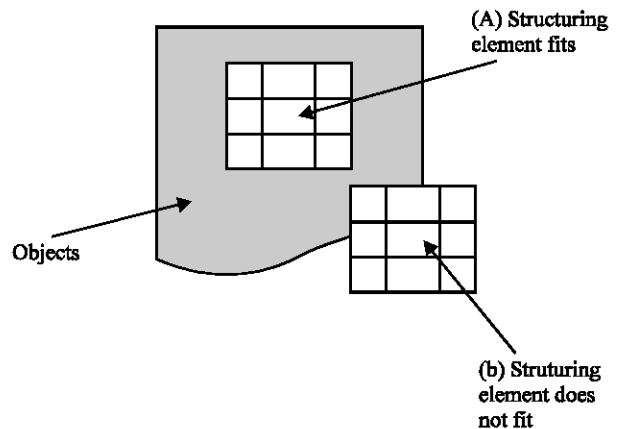 (A) Structuring
element fits
Objects
(b) Struturing
element does
not fit